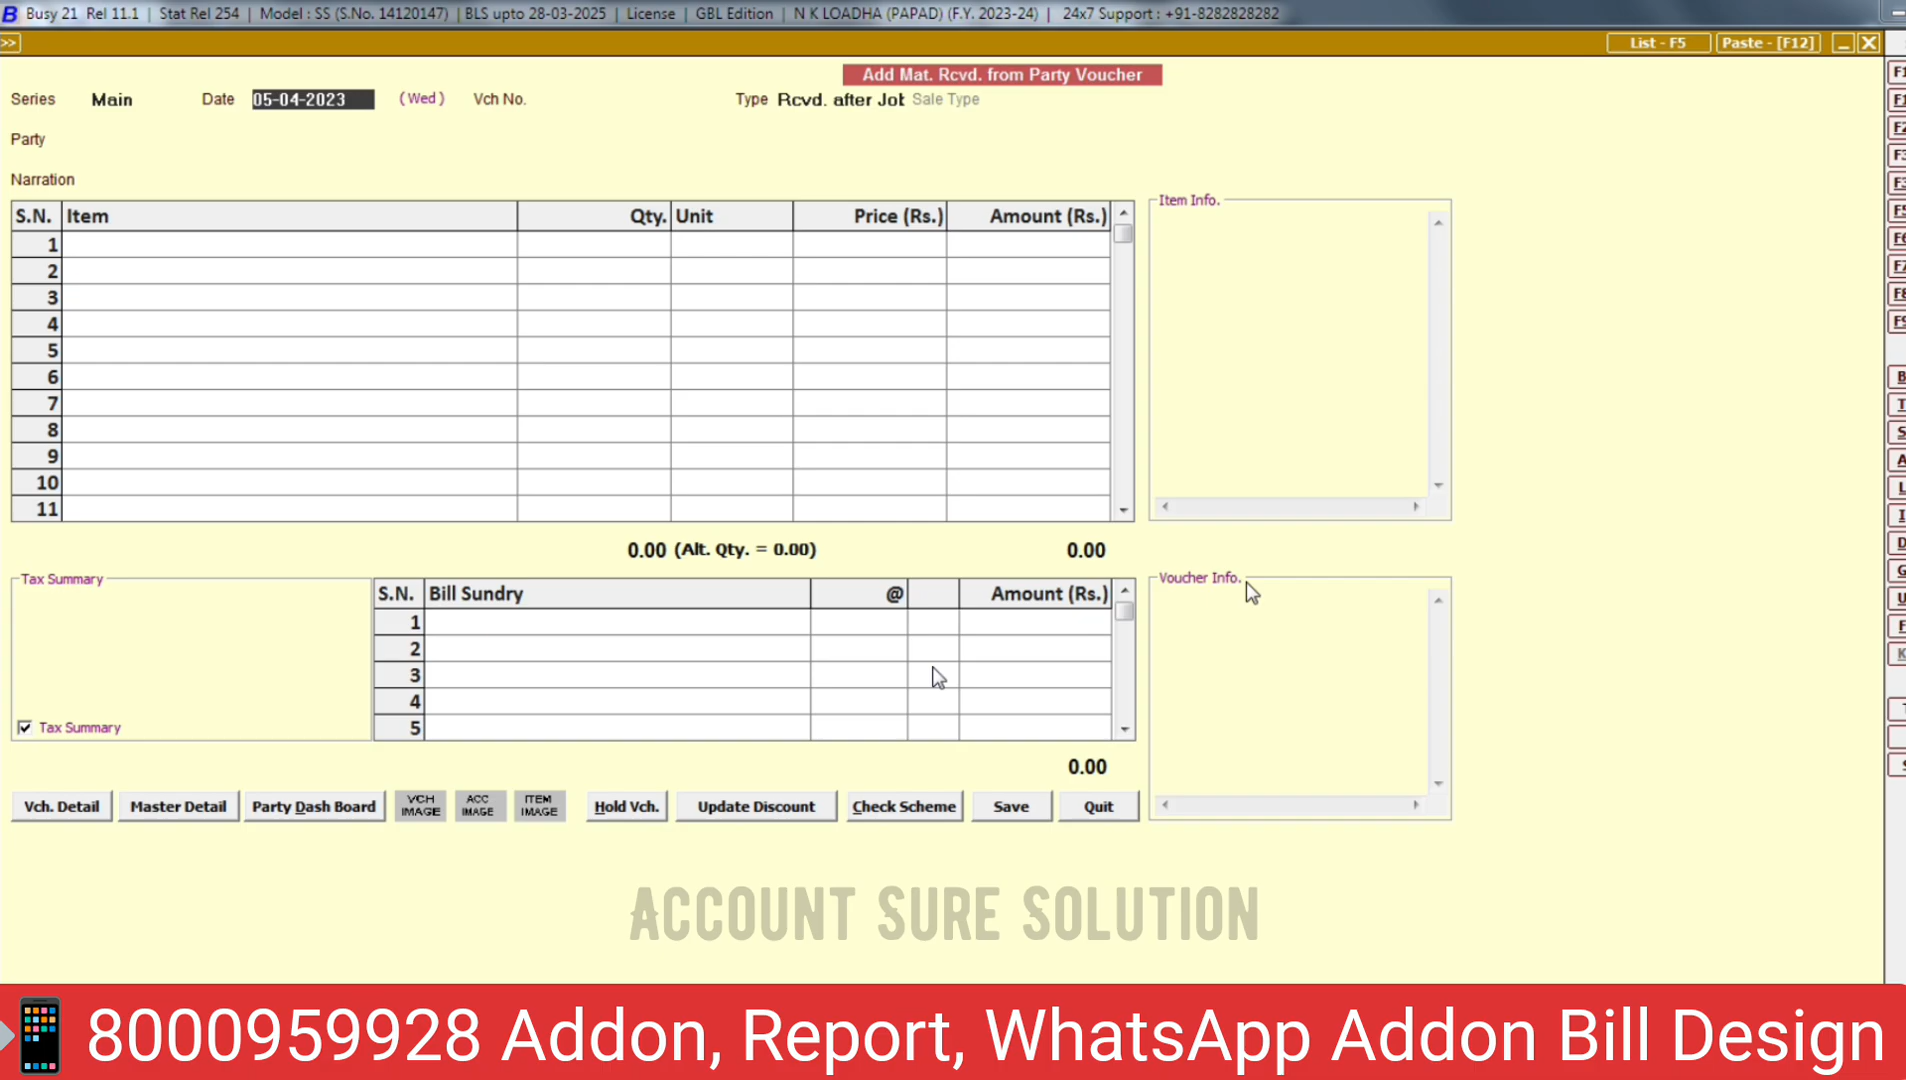 B Busy 21 Rel 11.1 | Stat Rel 254 | Model : SS (S.No. 14120147) | BLS upto 28-03-2025 | License | GBL Edition | N K LOADHA (PAPAD) (F.Y. 2023-24) | 24x7 Support : +91-8282828282
>> List - F5 Paste - [F12]
Add Mat. Rcvd. from Party Voucher
Series Main Date 05-04-2023 (Wed) Vch No. Type Rcvd. after Job Sale Type
Party
Narration
Item Info.
S.N. Item Qty. Unit Price (Rs.) Amount (Rs.)
1
2
3
4
5
6
7
8
9
10
11
0.00 (Alt. Qty. = 0.00) 0.00
Tax Summary Voucher Info.
S.N. Bill Sundry @ Amount (Rs.)
1
2
3
4
5
Tax Summary
0.00
Vch. Detail Master Detail Party Dash Board VCH IMAGE ACC IMAGE ITEM IMAGE Hold Vch. Update Discount Check Scheme Save Quit
ACCOUNT SURE SOLUTION
8000959928 Addon, Report, WhatsApp Addon Bill Design